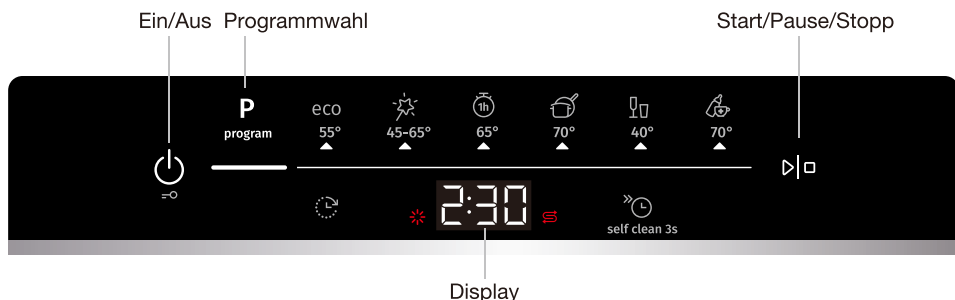 Ein/Aus Programmwahl Start/Pause/Stopp
P
program
eco
1h
55° 45-65° 65° 70° 40° 70°
2:30
self clean 3s
Display